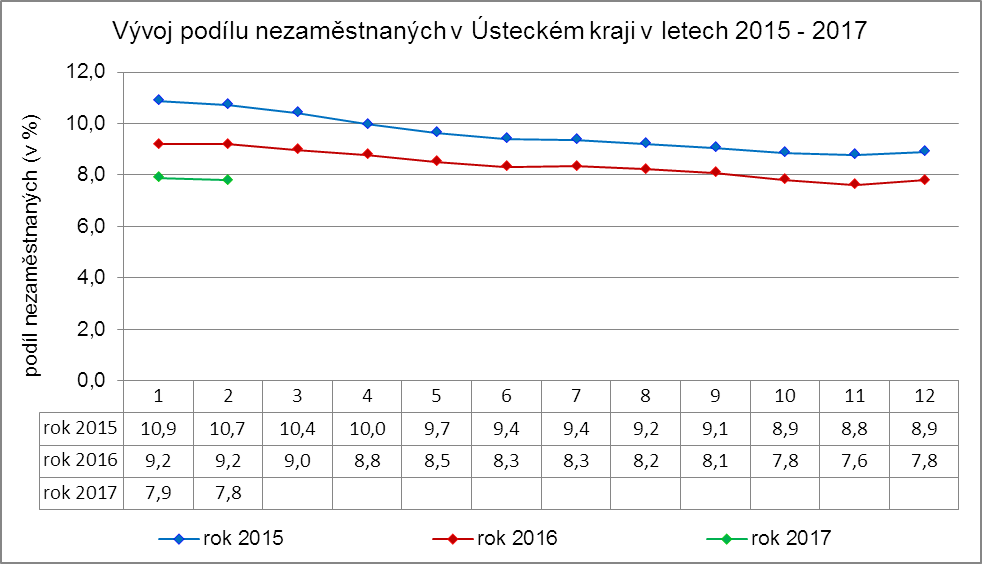 Vývoj podílu nezaměstnaných v Ústeckém kraji v letech 2015 - 2017
podíl nezaměstnaných (v %)
12,0
10,0
8,0
6,0
4,0
2,0
0,0
1 2 3 4 5 6 7 8 9 10 11 12
rok 2015 10,9 10,7 10,4 10,0 9,7 9,4 9,4 9,2 9,1 8,9 8,8 8,9
rok 2016 9,2 9,2 9,0 8,8 8,5 8,3 8,3 8,2 8,1 7,8 7,6 7,8
rok 2017 7,9 7,8
rok 2015 rok 2016 rok 2017